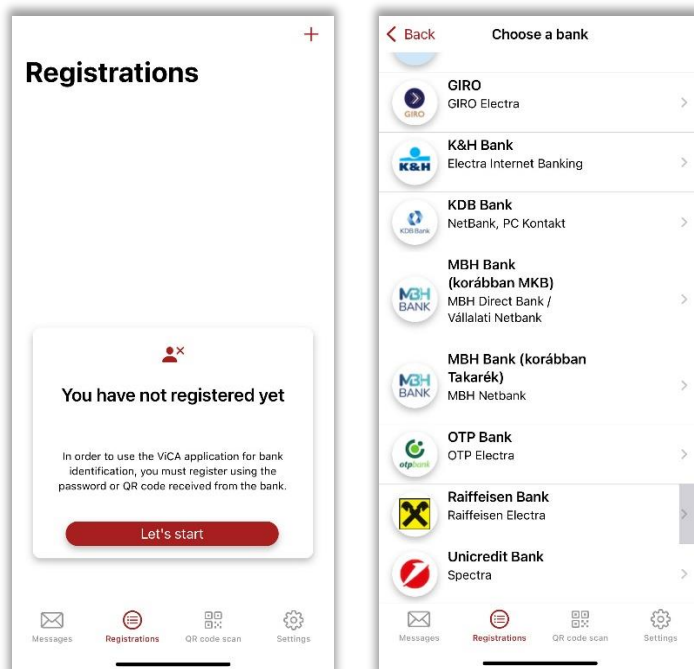 +
Registrations
You have not registered yet
In order to use the ViCA application for bank
identification, you must register using the
password or QR code received from the bank.
Let's start
Messages
Registrations
QR code scan
Settings
Back
Choose a bank
GIRO
GIRO
GIRO Electra
K&H
K&H Bank
Electra Internet Banking
KDB Bank
KDB Bank
NetBank, PC Kontakt
MBH
BANK
MBH Bank
(korábban MKB)
MBH Direct Bank /
Vállalati Netbank
MBH
BANK
MBH Bank (korábban
Takarék)
MBH Netbank
otpbank
OTP Bank
OTP Electra
Raiffeisen Bank
Raiffeisen Electra
Unicredit Bank
Spectra
Messages
Registrations
QR code scan
Settings